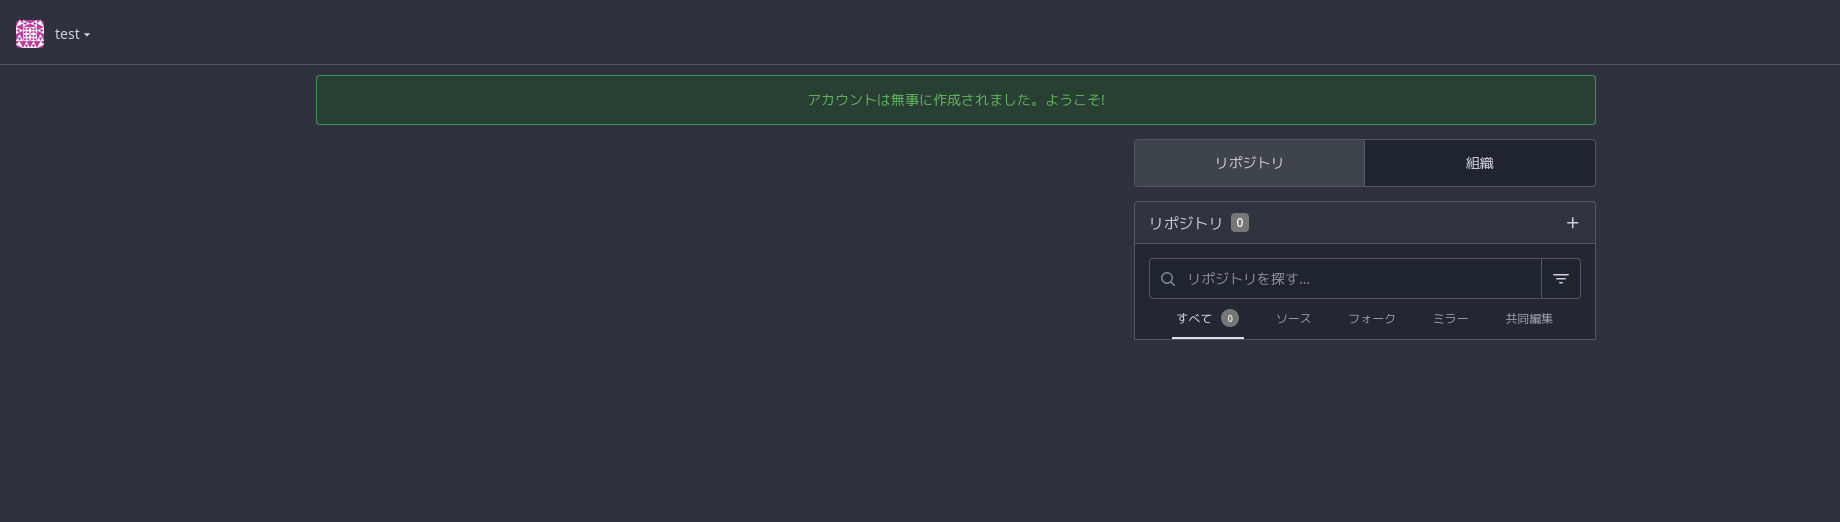 test
アカウントは無事に作成されました。ようこそ!
リポジトリ 組織
リポジトリ 0
リポジトリを探す...
すべて 0 ソース フォーク ミラー 共同編集